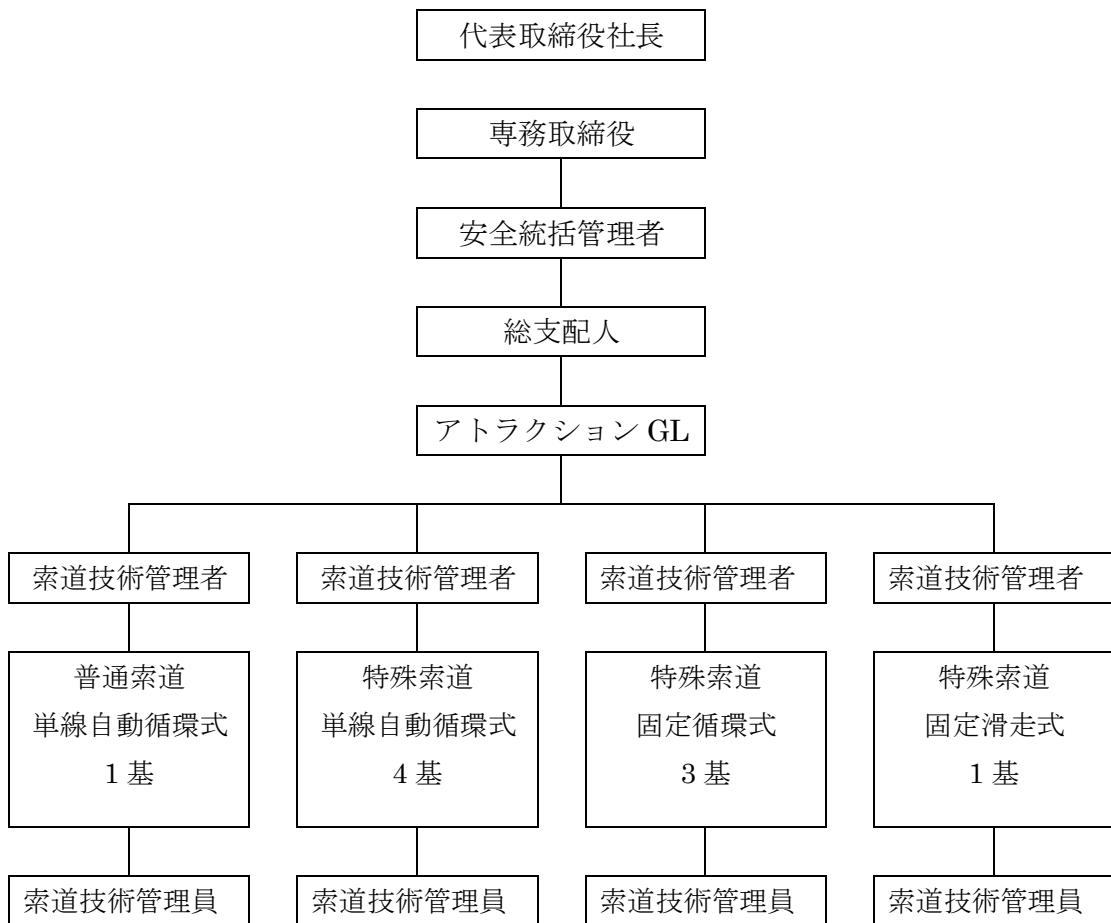 代表取締役社長
専務取締役
安全統括管理者
総支配人
アトラクション GL
索道技術管理者
索道技術管理者
索道技術管理者
索道技術管理者
普通索道
単線自動循環式
1 基
特殊索道
単線自動循環式
4 基
特殊索道
固定循環式
3 基
特殊索道
固定滑走式
1 基
索道技術管理員
索道技術管理員
索道技術管理員
索道技術管理員